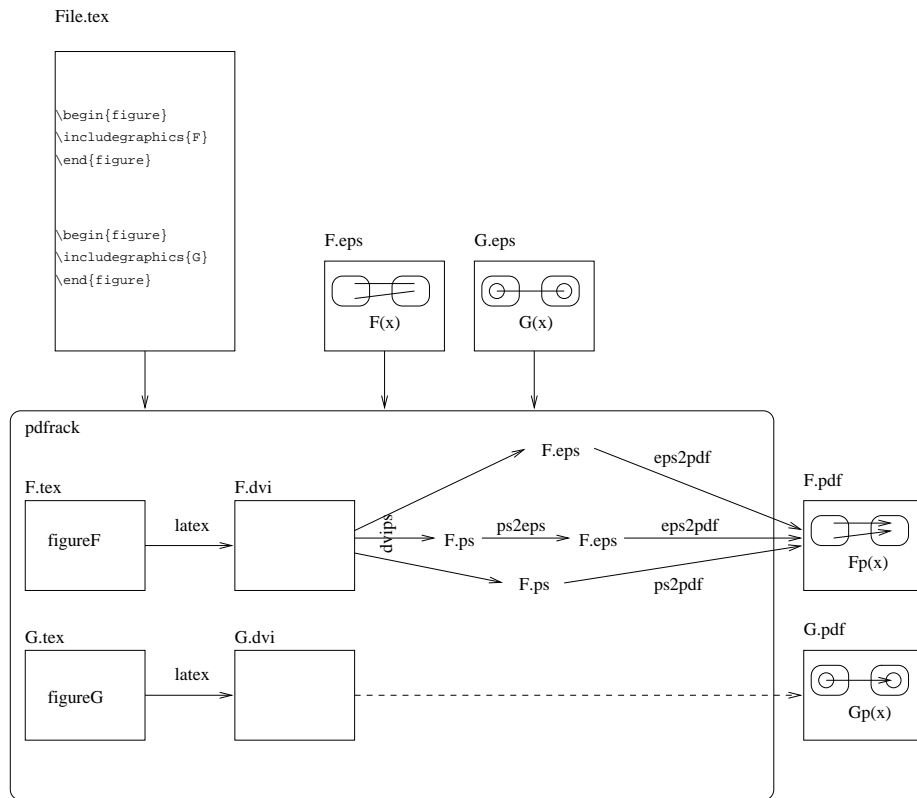 File.tex
\begin{figure}
\includegraphics{F}
\end{figure}
\begin{figure}
\includegraphics{G}
\end{figure}
F.eps
F(x)
G.eps
G(x)
pdfrack
F.tex
figureF
latex
F.dvi
dvips
F.eps
eps2pdf
F.ps
ps2eps
F.eps
eps2pdf
F.ps
ps2pdf
F.pdf
Fp(x)
G.tex
figureG
latex
G.dvi
G.pdf
Gp(x)